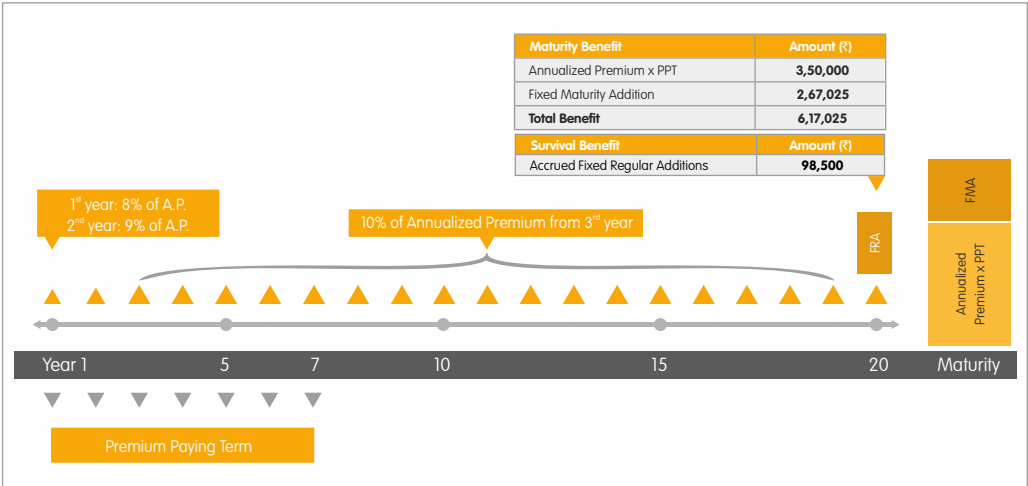 Maturity Benefit Amount (₹)
Annualized Premium x PPT 3,50,000
Fixed Maturity Addition 2,67,025
Total Benefit 6,17,025
Survival Benefit Amount (₹)
Accrued Fixed Regular Additions 98,500
1st year: 8% of A.P.
2nd year: 9% of A.P.
10% of Annualized Premium from 3rd year
FRA
FMA
Annualized
Premium x PPT
Year 1 5 7 10 15 20 Maturity
Premium Paying Term